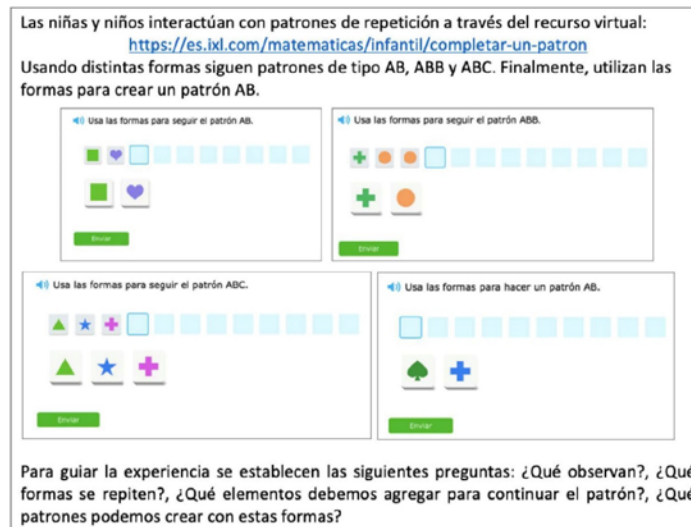 Las niñas y niños interactúan con patrones de repetición a través del recurso virtual:
https://es.ixl.com/matematicas/infantil/completar-un-patron
Usando distintas formas siguen patrones de tipo AB, ABB y ABC. Finalmente, utilizan las
formas para crear un patrón AB.
Usa las formas para seguir el patrón AB.
Enviar
Usa las formas para seguir el patrón ABB.
Enviar
Usa las formas para seguir el patrón ABC.
Enviar
Usa las formas para hacer un patrón AB.
Enviar
Para guiar la experiencia se establecen las siguientes preguntas: ¿Qué observan?, ¿Qué
formas se repiten?, ¿Qué elementos debemos agregar para continuar el patrón?, ¿Qué
patrones podemos crear con estas formas?